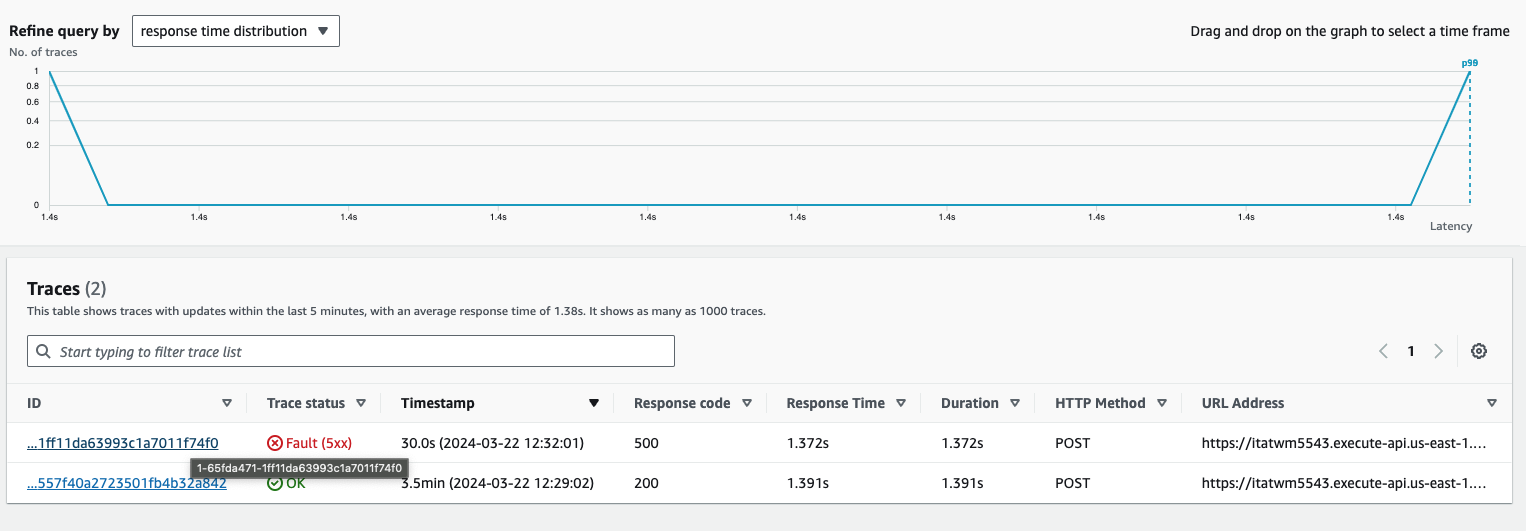 Refine query by response time distribution Drag and drop on the graph to select a time frame
No. of traces
p99
1
0.8
0.6
0.4
0.2
0
1.4s 1.4s 1.4s 1.4s 1.4s 1.4s 1.4s 1.4s 1.4s 1.4s
Latency
Traces (2)
This table shows traces with updates within the last 5 minutes, with an average response time of 1.38s. It shows as many as 1000 traces.
Start typing to filter trace list 1
ID Trace status Timestamp Response code Response Time Duration HTTP Method URL Address
...1ff11da63993c1a7011f74f0 Fault (5xx) 30.0s (2024-03-22 12:32:01) 500 1.372s 1.372s POST https://itatwm5543.execute-api.us-east-1....
1-65fda471-1ff11da63993c1a7011f74f0
...557f40a2723501fb4b32a842 OK 3.5min (2024-03-22 12:29:02) 200 1.391s 1.391s POST https://itatwm5543.execute-api.us-east-1....